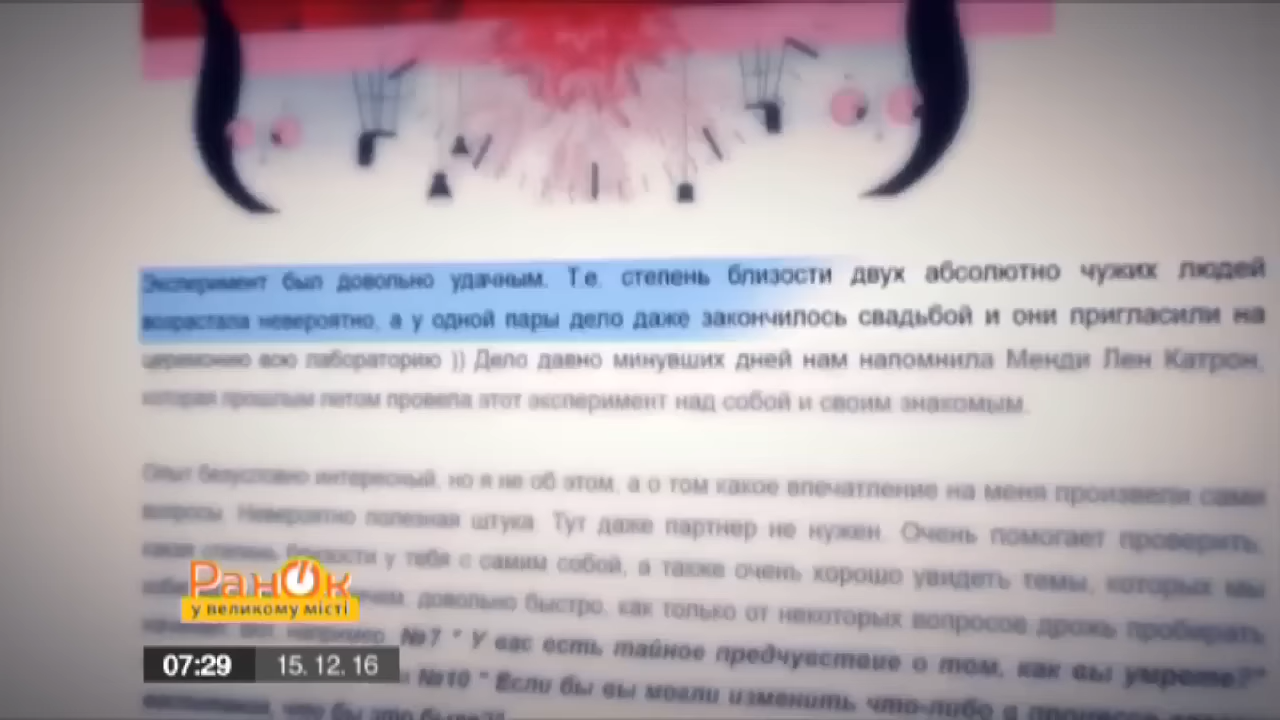 Эксперимент был довольно удачным. Т.е. степень близости двух абсолютно чужих людей
возрастала невероятно, а у одной пары дело даже закончилось свадьбой и они пригласили на
церемонию всю лабораторию )) Дело давно минувших дней нам напомнила Менди Лен Катрон,
которая прошлым летом провела этот эксперимент над собой и своим знакомым.
Опыт безусловно интересный, но я не об этом, а о том какое впечатление на меня произвели сами
вопросы. Невероятно полезная штука. Тут даже партнер не нужен. Очень помогает проверить,
какая степень близости у тебя с самим собой, а также очень хорошо увидеть темы, которых мы
довольно быстро, как только от некоторых вопросов дрожь пробирать
например №7 " У вас есть тайное предчувствие о том, как вы умрете?"
и №10 " Если бы вы могли изменить что-либо в процессе
что бы это было?"
Ранок
у великому місті
07:29 15. 12. 16